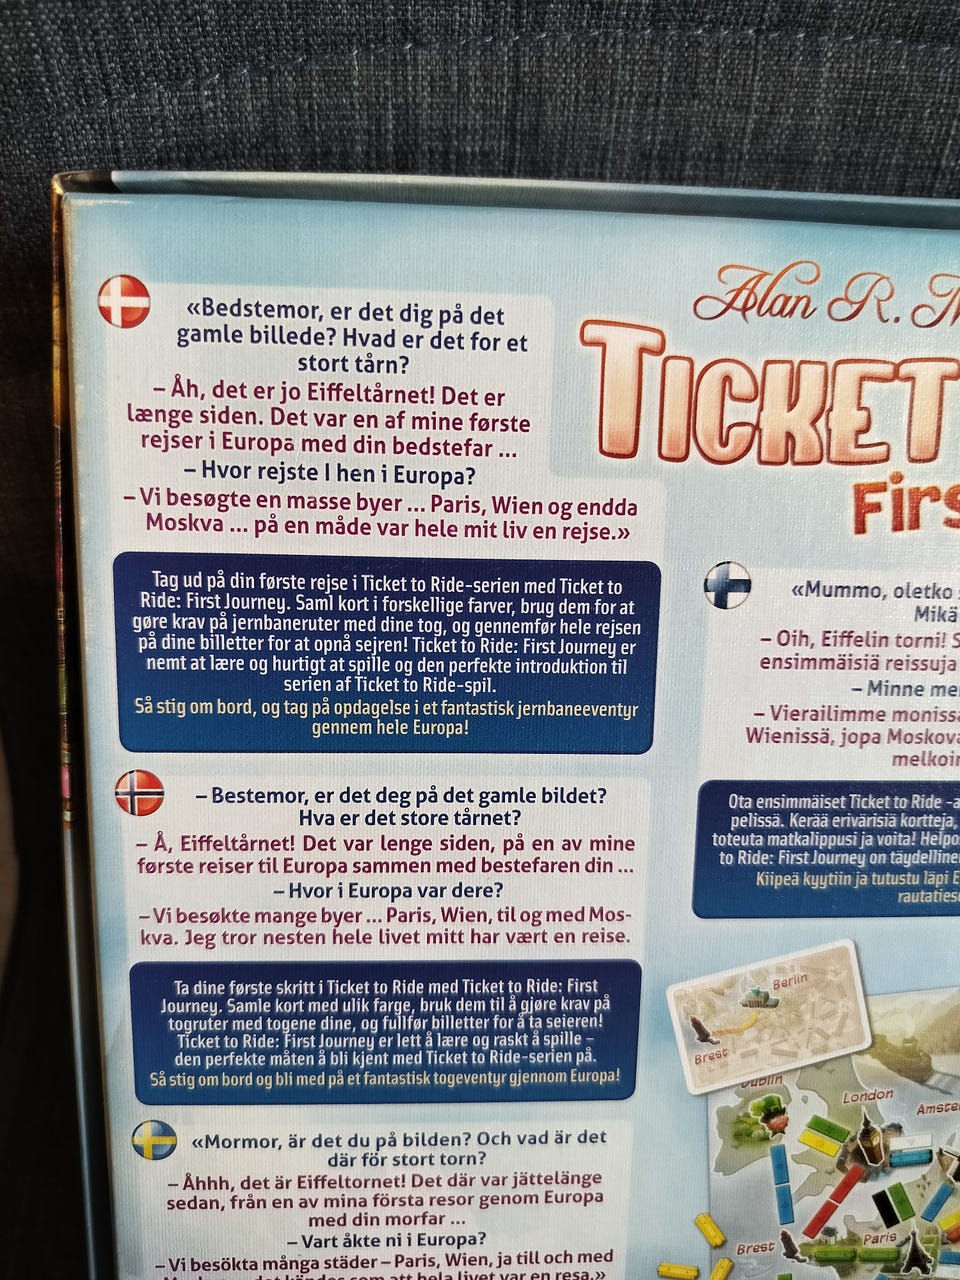 «Bedstemor, er det dig på det
gamle billede? Hvad er det for et
stort tårn?
– Åh, det er jo Eiffeltårnet! Det er
længe siden. Det var en af mine første
rejser i Europa med din bedstefar ...
– Hvor rejste I hen i Europa?
– Vi besøgte en masse byer ... Paris, Wien og endda
Moskva ... på en måde var hele mit liv en rejse.»
Tag ud på din første rejse i Ticket to Ride-serien med Ticket to
Ride: First Journey. Saml kort i forskellige farver, brug dem for at
gøre krav på jernbaneruter med dine tog, og gennemfør hele rejsen
på dine billetter for at opnå sejren! Ticket to Ride: First Journey er
nemt at lære og hurtigt at spille og den perfekte introduktion til
serien af Ticket to Ride-spil.
Så stig om bord, og tag på opdagelse i et fantastisk jernbaneeventyr
gennem hele Europa!
– Bestemor, er det deg på det gamle bildet?
Hva er det store tårnet?
– Å, Eiffeltårnet! Det var lenge siden, på en av mine
første reiser til Europa sammen med bestefaren din ...
– Hvor i Europa var dere?
– Vi besøkte mange byer ... Paris, Wien, til og med Mos-
kva. Jeg tror nesten hele livet mitt har vært en reise.
Ta dine første skritt i Ticket to Ride med Ticket to Ride: First
Journey. Samle kort med ulik farge, bruk dem til å gjøre krav på
togruter med togene dine, og fullfør billetter for å ta seieren!
Ticket to Ride: First Journey er lett å lære og raskt å spille –
den perfekte måten å bli kjent med Ticket to Ride-serien på.
Så stig om bord og bli med på et fantastisk togeventyr gjennom Europa!
«Mormor, är det du på bilden? Och vad är det
där för stort torn?
– Åhhh, det är Eiffeltornet! Det där var jättelänge
sedan, från en av mina första resor genom Europa
med din morfar ...
– Vart åkte ni i Europa?
– Vi besökta många städer – Paris, Wien, ja till och med
det kändes som att hela livet var en resa.»
Alan R.
TICKET
First
«Mummo, oletko
Mikä
– Oih, Eiffelin torni!
ensimmäisiä reissuja
– Minne
– Vierailimme
Wienissä, jopa
Ota ensimmäiset Ticket to Ride
pelissä. Kerää erivärisiä kortteja,
toteuta matkalippusi ja voita!
to Ride: First Journey on
Kiipeä kyytiin ja tutustu läpi
Berlin
Brest
Dublin
London
Brest
Paris